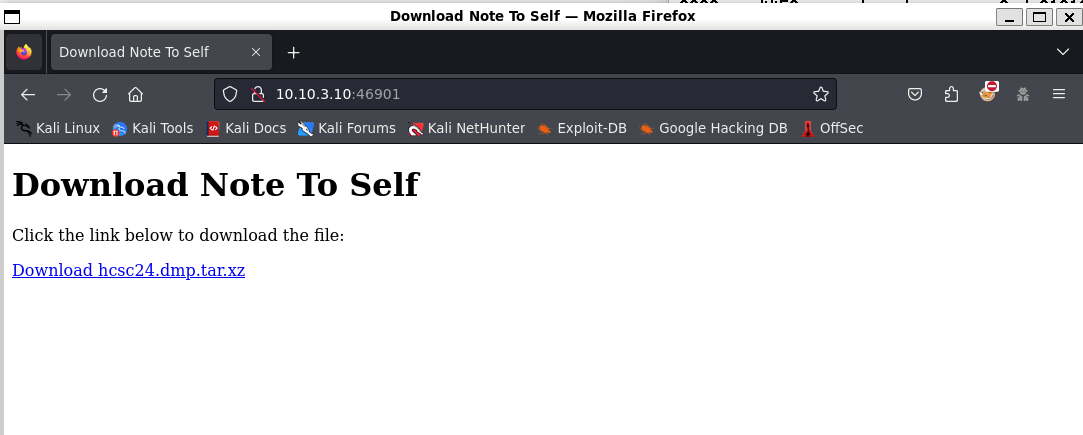 Download Note To Self — Mozilla Firefox
Download Note To Self
10.10.3.10:46901
Kali Linux Kali Tools Kali Docs Kali Forums Kali NetHunter Exploit-DB Google Hacking DB OffSec
Download Note To Self
Click the link below to download the file:
Download hcsc24.dmp.tar.xz